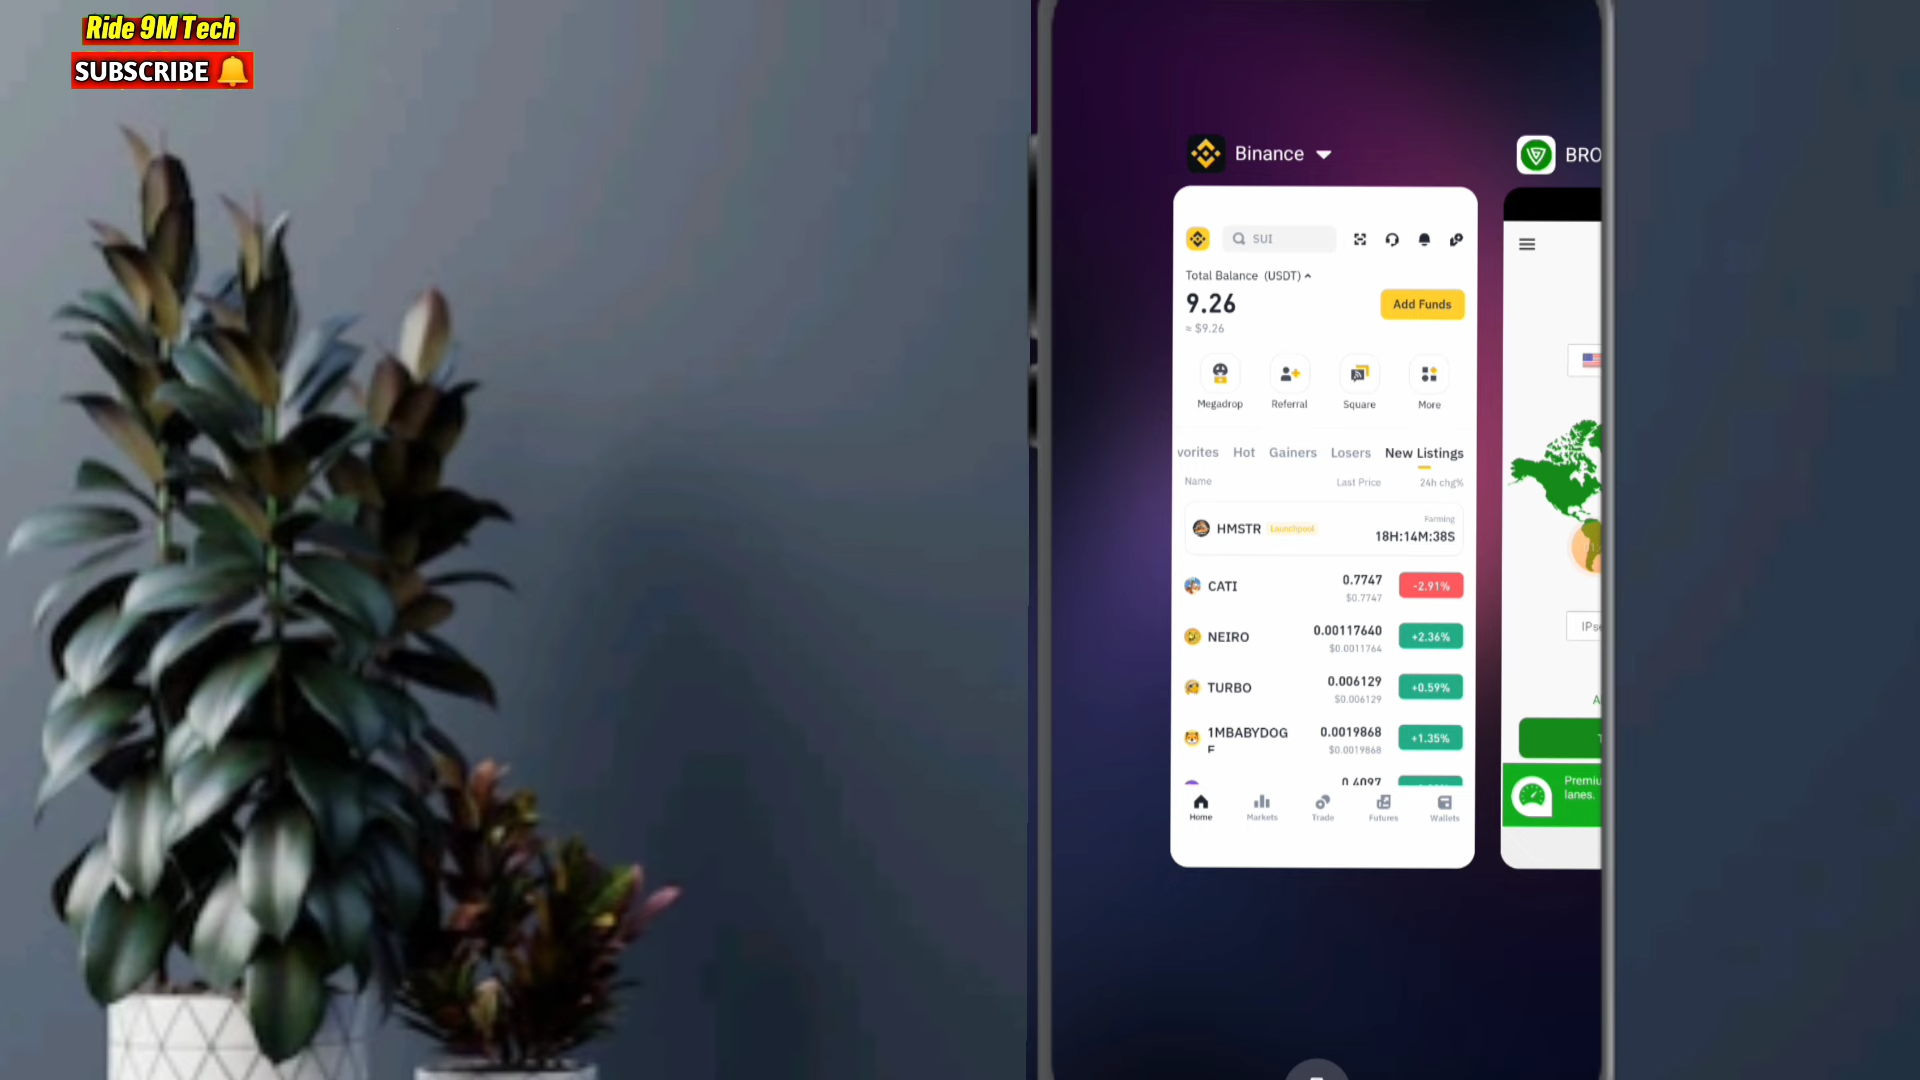 Ride 9M Tech
SUBSCRIBE
Binance
BRO
SUI
Total Balance (USDT)
9.26
Add Funds
≈ $9.26
Megadrop Referral Square More
vorites Hot Gainers Losers New Listings
Name Last Price 24h chg%
HMSTR Launchpool Farming
18H:14M:38S
CATI 0.7747 -2.91%
$0.7747
NEIRO 0.00117640 +2.36%
$0.0011764
TURBO 0.006129 +0.59%
$0.006129
1MBABYDOG 0.0019868 +1.35%
$0.0019868
0.4097
Home Markets Trade Futures Wallets
IPse
Premiu
lanes.